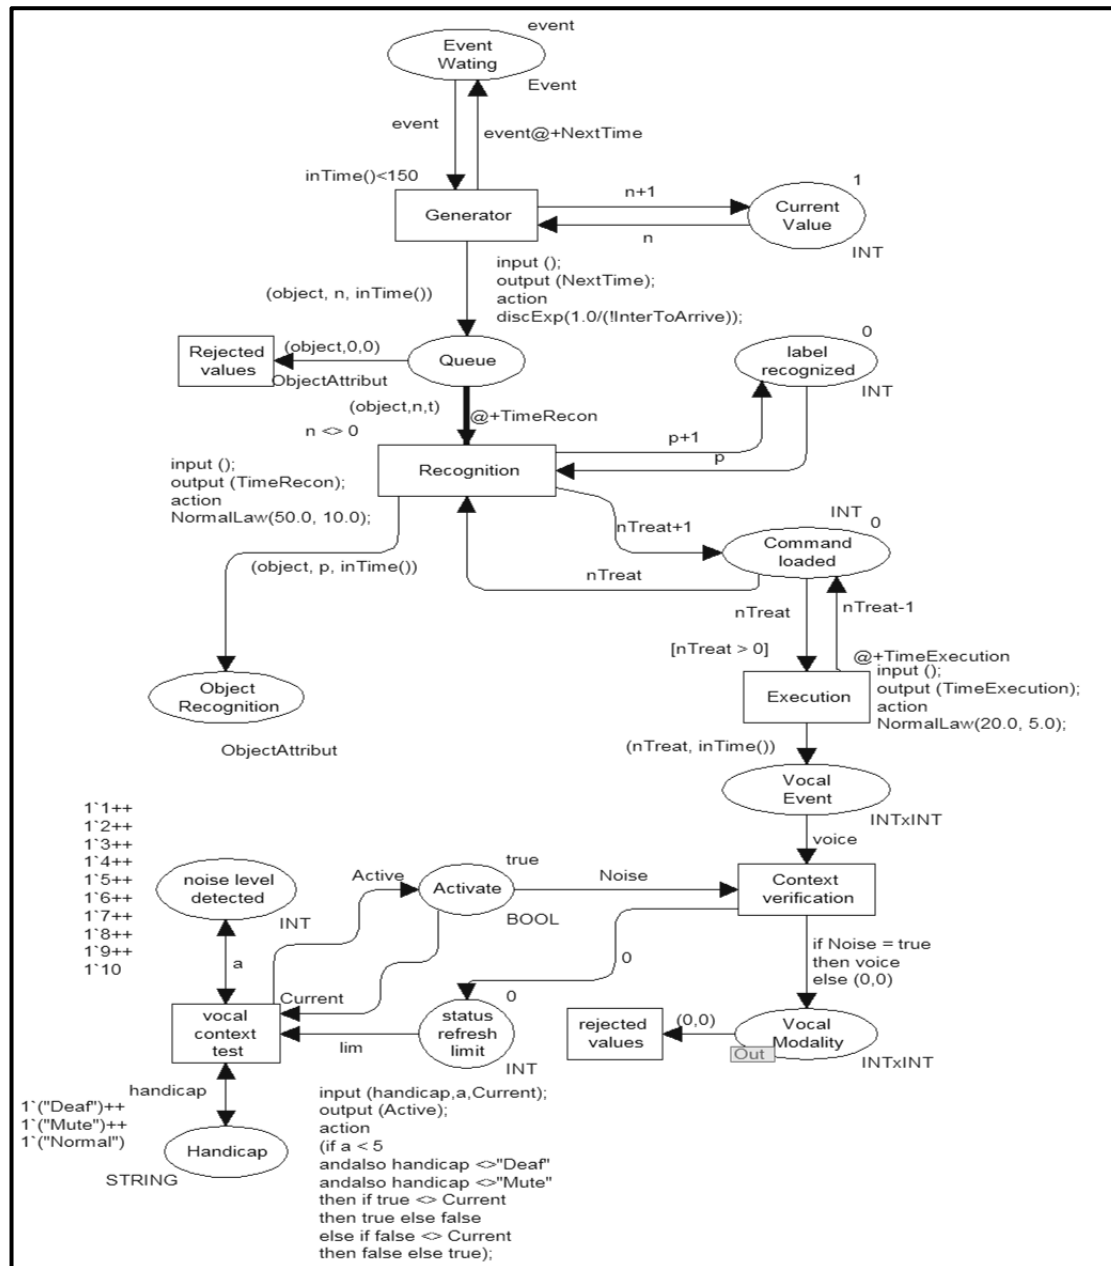 event
Event
Wating
Event
event
event@+NextTime
inTime()<150
Generator
n+1
n
1
Current
Value
INT
input ();
output (NextTime);
action
discExp(1.0/(!InterToArrive));
(object, n, inTime())
Rejected
values
(object,0,0)
Queue
ObjectAttribut
0
label
recognized
INT
(object,n,t)
@+TimeRecon
n <> 0
Recognition
p+1
p
input ();
output (TimeRecon);
action
NormalLaw(50.0, 10.0);
nTreat+1
nTreat
INT
0
Command
loaded
(object, p, inTime())
nTreat
nTreat-1
[nTreat > 0]
@+TimeExecution
input ();
output (TimeExecution);
action
NormalLaw(20.0, 5.0);
Execution
Object
Recognition
ObjectAttribut
(nTreat, inTime())
Vocal
Event
INTxINT
voice
1`1++
1`2++
1`3++
1`4++
1`5++
1`6++
1`7++
1`8++
1`9++
1`10
noise level
detected
INT
Active
true
Activate
BOOL
Noise
Context
verification
a
Current
0
if Noise = true
then voice
else (0,0)
vocal
context
test
lim
0
status
refresh
limit
INT
rejected
values
(0,0)
Vocal
Modality
Out
INTxINT
handicap
1`("Deaf")++
1`("Mute")++
1`("Normal")
Handicap
STRING
input (handicap,a,Current);
output (Active);
action
(if a < 5
andalso handicap <>"Deaf"
andalso handicap <>"Mute"
then if true <> Current
then true else false
else if false <> Current
then false else true);